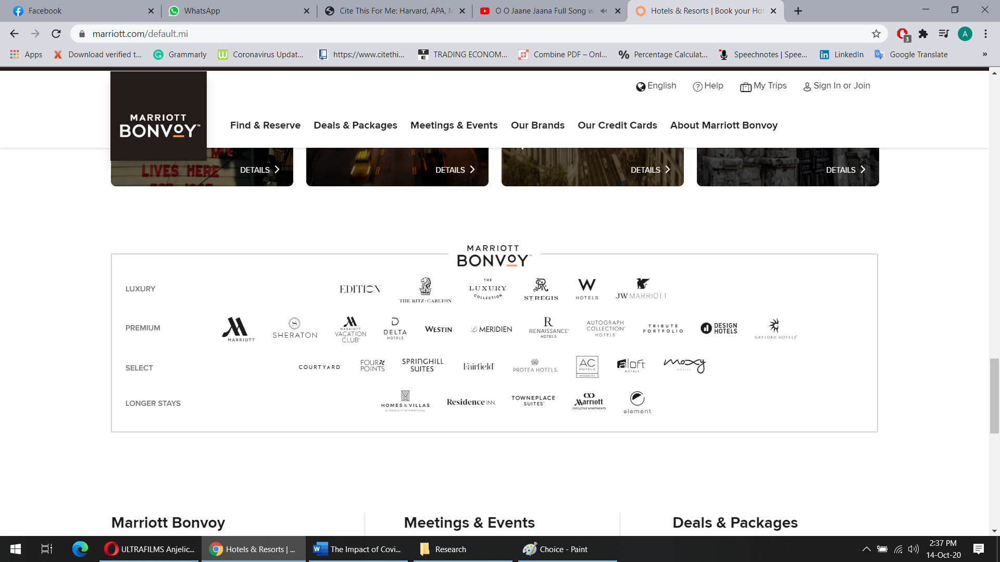 Facebook
WhatsApp
Cite This For Me: Harvard, APA, M
O O Jaane Jaana Full Song w
Hotels & Resorts | Book your Hot
marriott.com/default.mi
3
A
Apps
Download verified t...
Grammarly
Coronavirus Updat...
https://www.citethi...
TRADING ECONOM...
Combine PDF – Onl...
Percentage Calculat...
Speechnotes | Spee...
LinkedIn
Google Translate
»
English
Help
My Trips
Sign In or Join
MARRIOTT
BONVOY™
Find & Reserve
Deals & Packages
Meetings & Events
Our Brands
Our Credit Cards
About Marriott Bonvoy
LIVES HERE
DETAILS
DETAILS
DETAILS
DETAILS
MARRIOTT
BONVOY™
LUXURY
EDITION
THE RITZ-CARLTON
THE
LUXURY
COLLECTION
ST REGIS
W
HOTELS
JW MARRIOTT
PREMIUM
MARRIOTT
S
SHERATON
MARRIOTT
VACATION
CLUB®
D
DELTA
HOTELS
WESTIN
Le MERIDIEN
R
RENAISSANCE®
HOTELS
AUTOGRAPH
COLLECTION®
HOTELS
TRIBUTE
PORTFOLIO
DESIGN
HOTELS
GAYLORD HOTELS®
SELECT
COURTYARD®
FOUR
POINTS
SPRINGHILL
SUITES®
Fairfield®
PROTEA HOTELS.
AC
HOTELS
MARRIOTT
aloft
HOTELS
moxy
HOTELS
LONGER STAYS
HOMES & VILLAS
BY MARRIOTT INTERNATIONAL
Residence INN.
TOWNEPLACE
SUITES®
Marriott
EXECUTIVE APARTMENTS
element
Marriott Bonvoy
Meetings & Events
Deals & Packages
ULTRAFILMS Anjelic...
Hotels & Resorts | ...
The Impact of Covi...
Research
Choice - Paint
2:37 PM
14-Oct-20